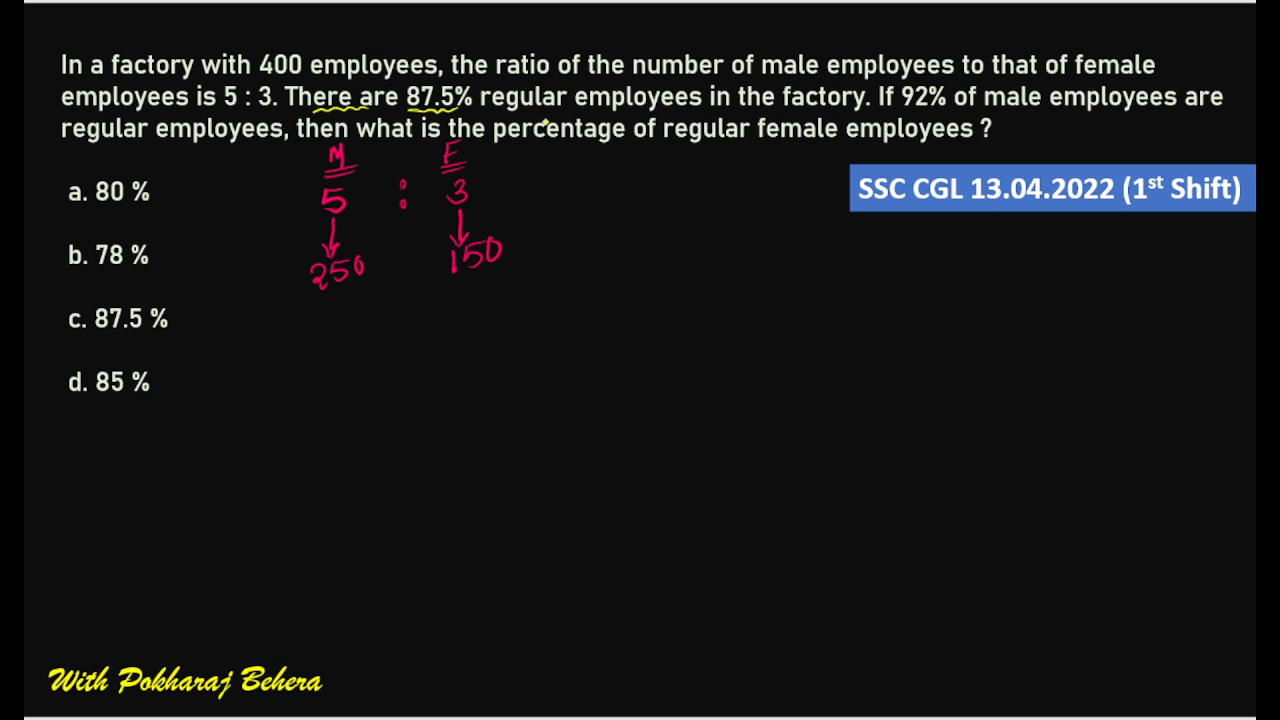 In a factory with 400 employees, the ratio of the number of male employees to that of female
employees is 5 : 3. There are 87.5% regular employees in the factory. If 92% of male employees are
regular employees, then what is the percentage of regular female employees ?
M F
a. 80 %
5 : 3
SSC CGL 13.04.2022 (1st Shift)
b. 78 %
250 150
c. 87.5 %
d. 85 %
With Pokharaj Behera